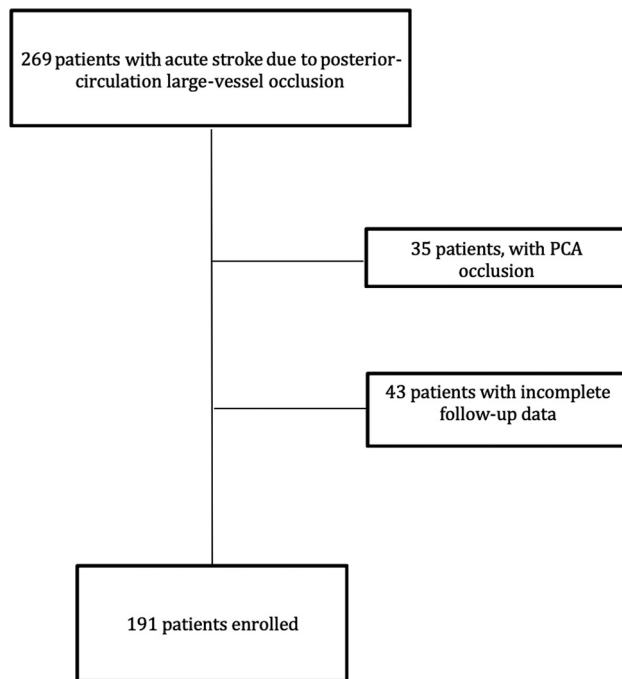 269 patients with acute stroke due to posterior-
circulation large-vessel occlusion
35 patients, with PCA
occlusion
43 patients with incomplete
follow-up data
191 patients enrolled